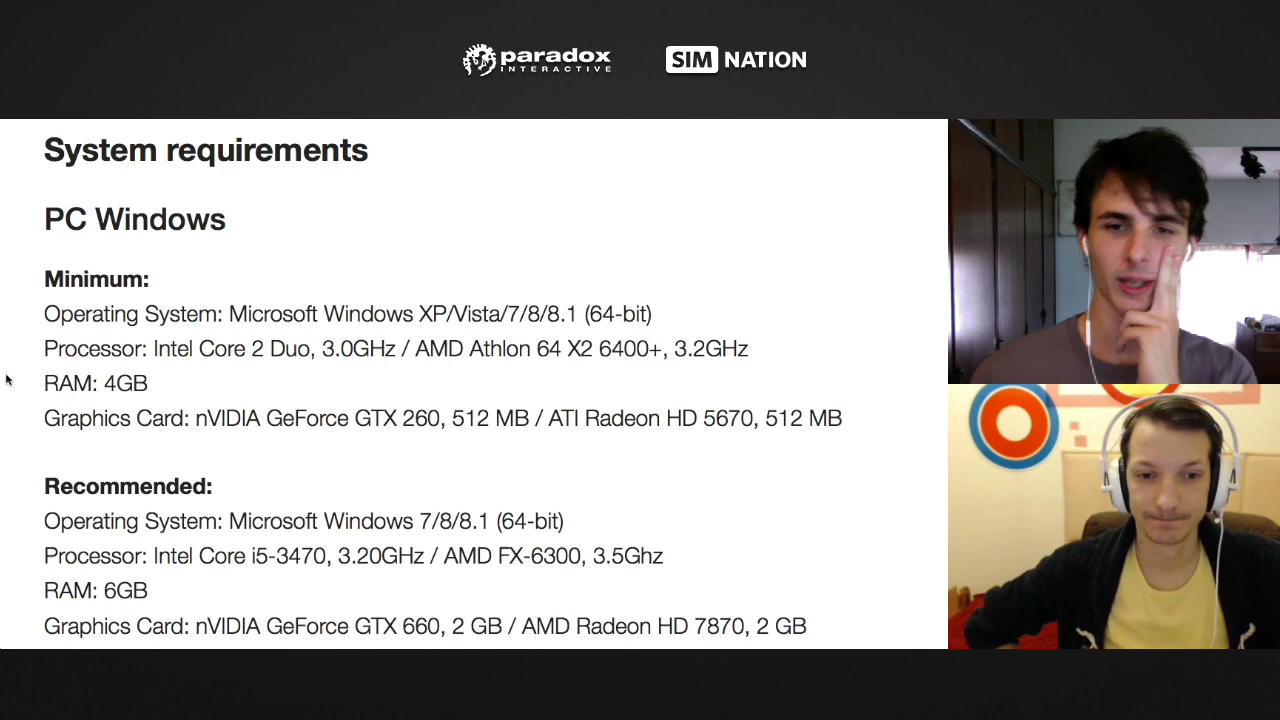 paradox
INTERACTIVE
SIM NATION
System requirements
PC Windows
Minimum:
Operating System: Microsoft Windows XP/Vista/7/8/8.1 (64-bit)
Processor: Intel Core 2 Duo, 3.0GHz / AMD Athlon 64 X2 6400+, 3.2GHz
RAM: 4GB
Graphics Card: nVIDIA GeForce GTX 260, 512 MB / ATI Radeon HD 5670, 512 MB
Recommended:
Operating System: Microsoft Windows 7/8/8.1 (64-bit)
Processor: Intel Core i5-3470, 3.20GHz / AMD FX-6300, 3.5Ghz
RAM: 6GB
Graphics Card: nVIDIA GeForce GTX 660, 2 GB / AMD Radeon HD 7870, 2 GB